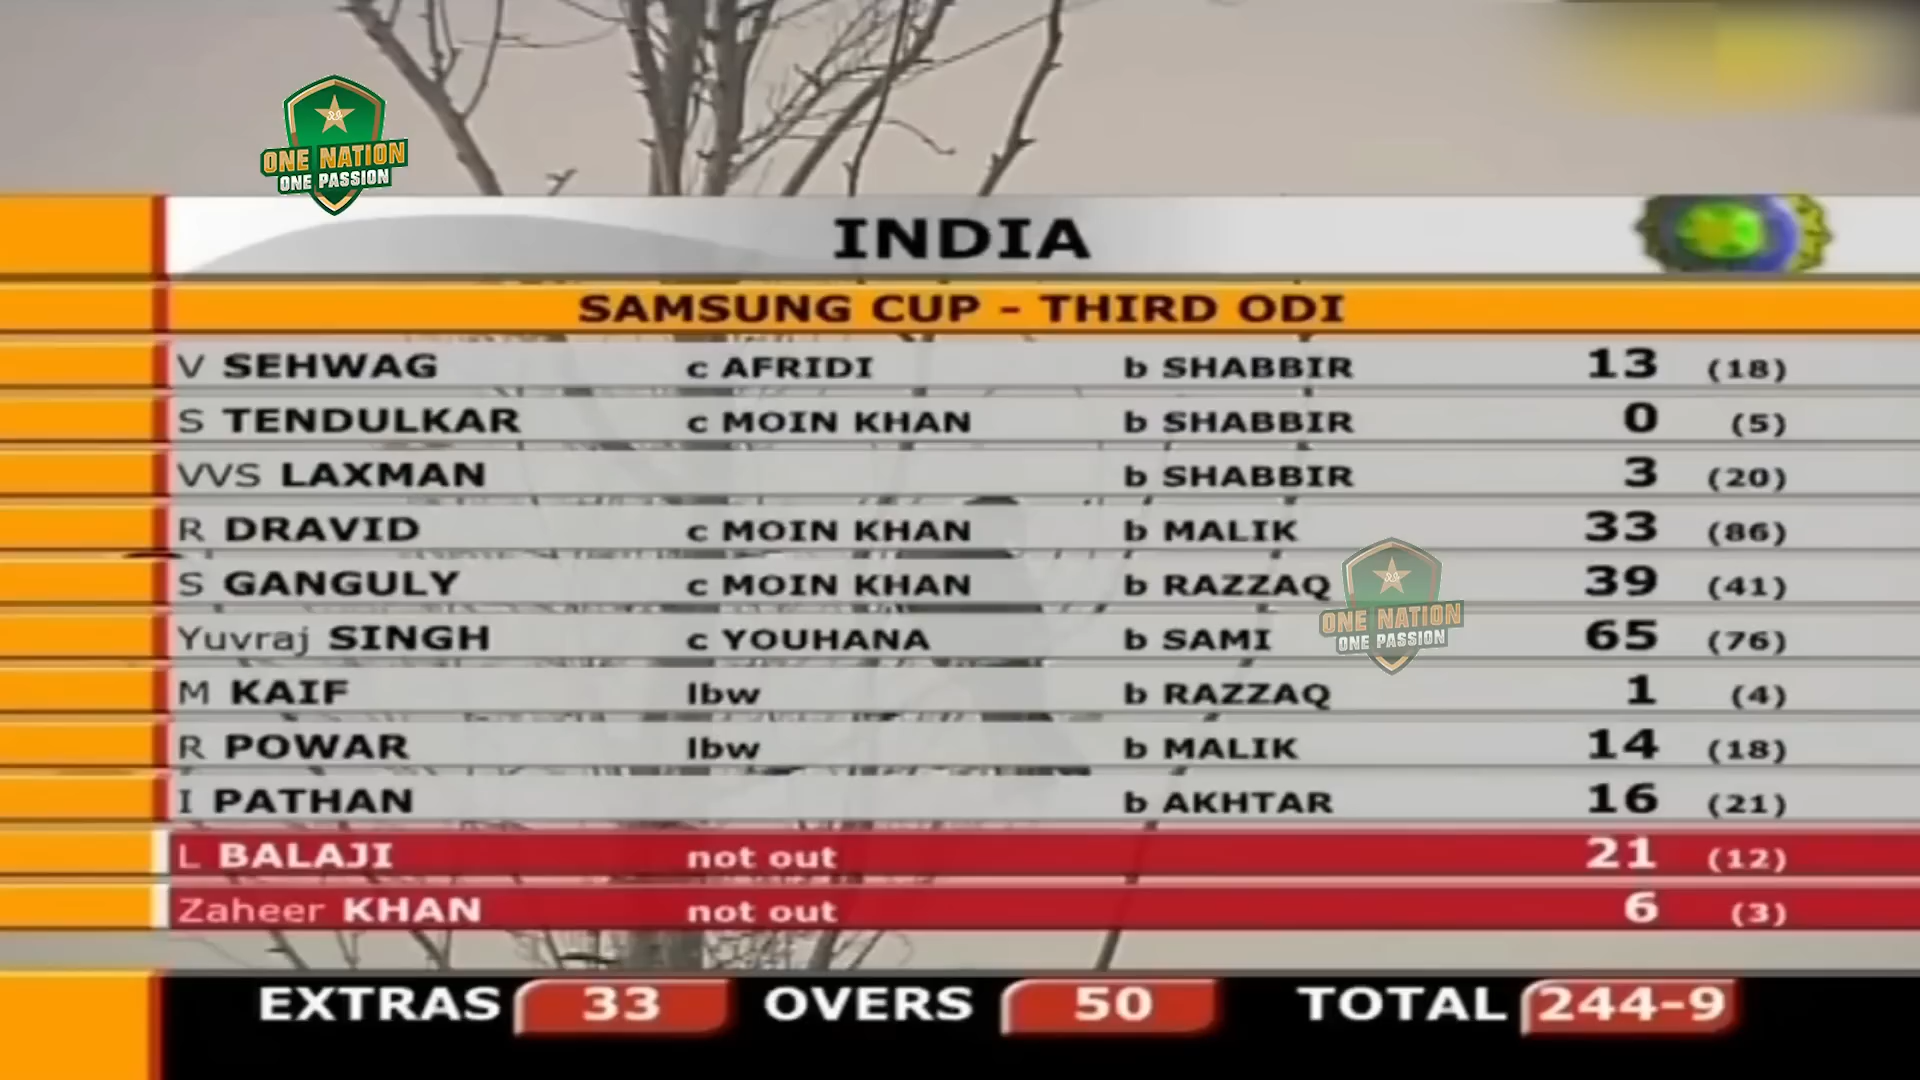 ONE NATION
ONE PASSION
INDIA
SAMSUNG CUP - THIRD ODI
V SEHWAG c AFRIDI b SHABBIR 13 (18)
S TENDULKAR c MOIN KHAN b SHABBIR 0 (5)
VVS LAXMAN b SHABBIR 3 (20)
R DRAVID c MOIN KHAN b MALIK 33 (86)
S GANGULY c MOIN KHAN b RAZZAQ 39 (41)
Yuvraj SINGH c YOUHANA b SAMI 65 (76)
ONE NATION
ONE PASSION
M KAIF lbw b RAZZAQ 1 (4)
R POWAR lbw b MALIK 14 (18)
I PATHAN b AKHTAR 16 (21)
L BALAJI not out 21 (12)
Zaheer KHAN not out 6 (3)
EXTRAS 33 OVERS 50 TOTAL 244-9